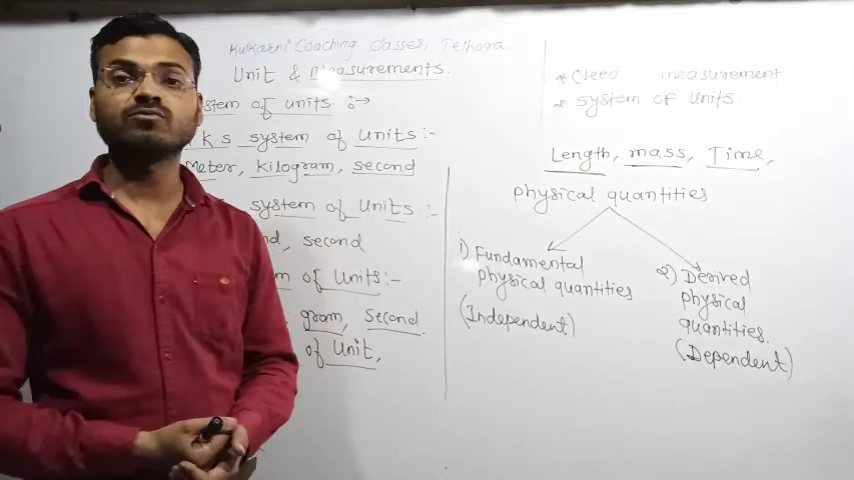 Kulkarni Coaching Classes, Telhara
Unit & measurements.
system of units :→
k s system of units :-
Meter, kilogram, second
system of Units :-
second
of Units :-
gram, Second
of Unit,
* Need measurement
* system of Units.
Length, mass, Time,
physical quantities
1) Fundamental
physical quantities
(Independent)
2) Derived
physical
quantities.
(Dependent)